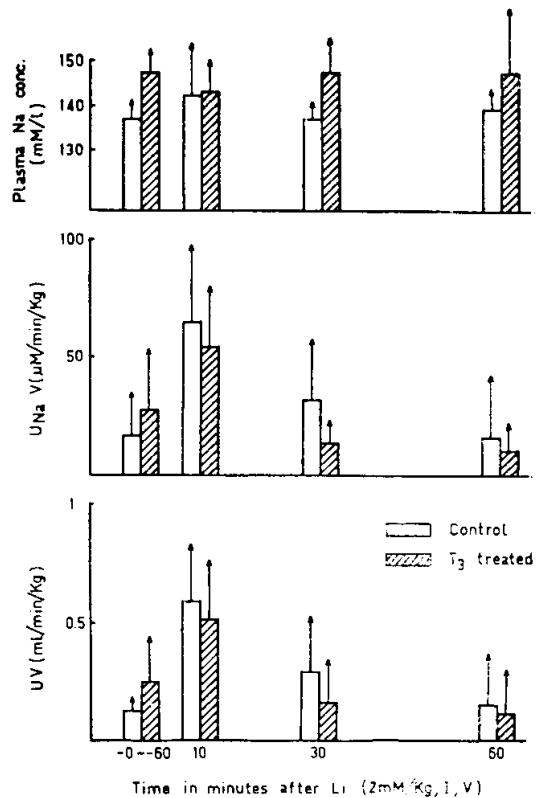 Plasma Na conc.
(mM/l)
150
140
130
UNa V(µM/min/Kg)
100
50
UV(mL/min/Kg)
1
0.5
Control
T3 treated
-0~-60
10
30
60
Time in minutes after Li (2mM/Kg, I, V)